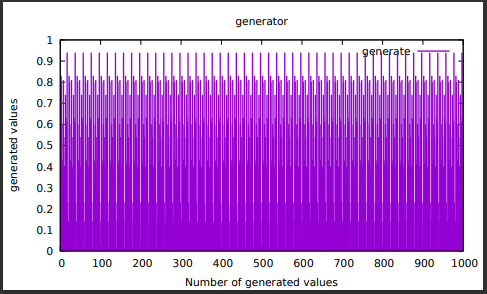 generator
generate
1
0.9
0.8
0.7
0.6
0.5
0.4
0.3
0.2
0.1
0
generated values
0 100 200 300 400 500 600 700 800 900 1000
Number of generated values